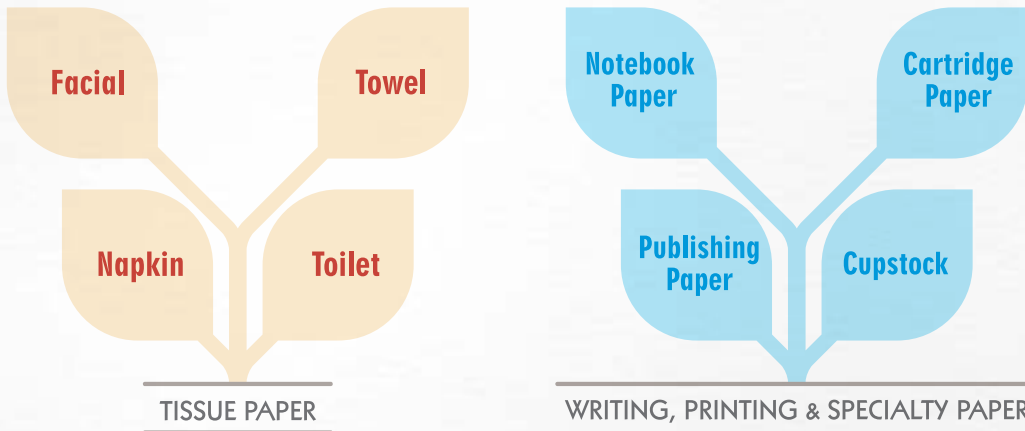 Facial
Towel
Napkin
Toilet
TISSUE PAPER
Notebook
Paper
Cartridge
Paper
Publishing
Paper
Cupstock
WRITING, PRINTING & SPECIALTY PAPER